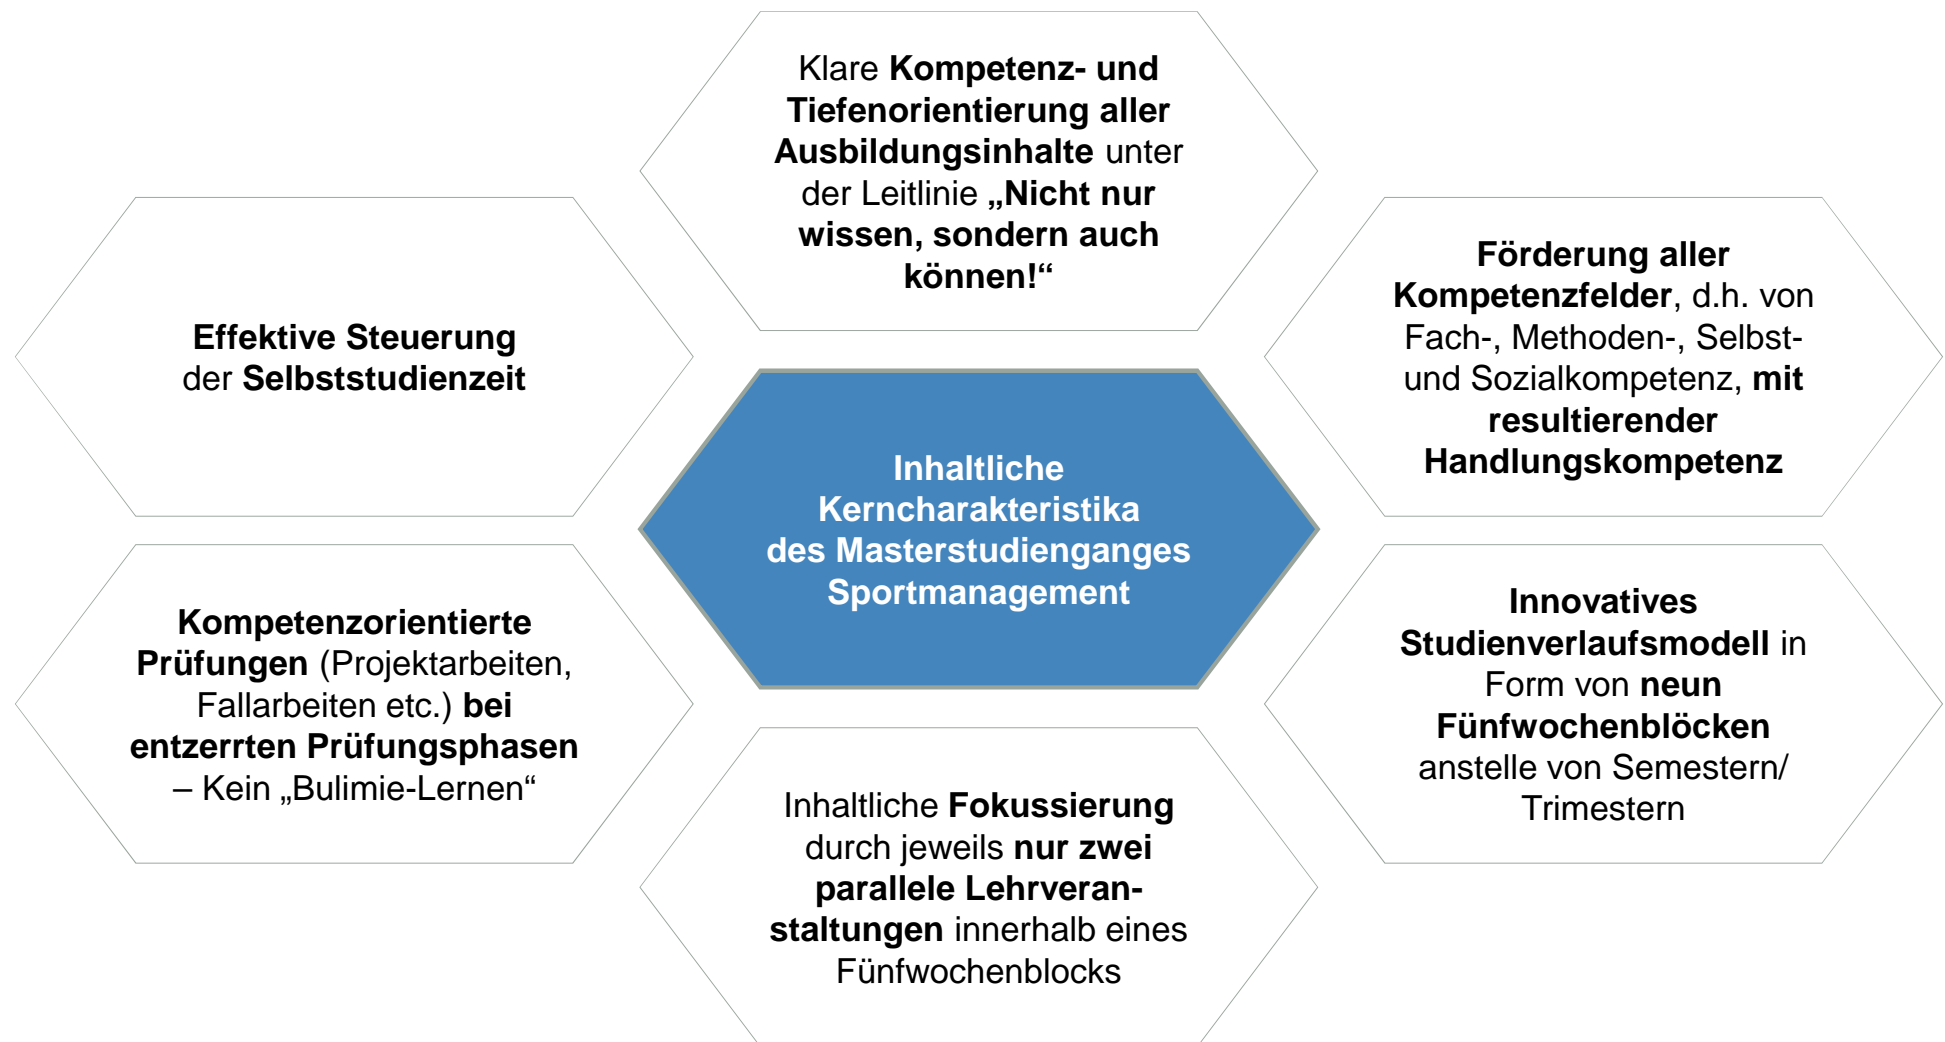 Klare Kompetenz- und
Tiefenorientierung aller
Ausbildungsinhalte unter
der Leitlinie „Nicht nur
wissen, sondern auch
können!“
Effektive Steuerung
der Selbststudienzeit
Förderung aller
Kompetenzfelder, d.h. von
Fach-, Methoden-, Selbst-
und Sozialkompetenz, mit
resultierender
Handlungskompetenz
Inhaltliche
Kerncharakteristika
des Masterstudienganges
Sportmanagement
Kompetenzorientierte
Prüfungen (Projektarbeiten,
Fallarbeiten etc.) bei
entzerrten Prüfungsphasen
– Kein „Bulimie-Lernen“
Innovatives
Studienverlaufsmodell in
Form von neun
Fünfwochenblöcken
anstelle von Semestern/
Trimestern
Inhaltliche Fokussierung
durch jeweils nur zwei
parallele Lehrveran-
staltungen innerhalb eines
Fünfwochenblocks